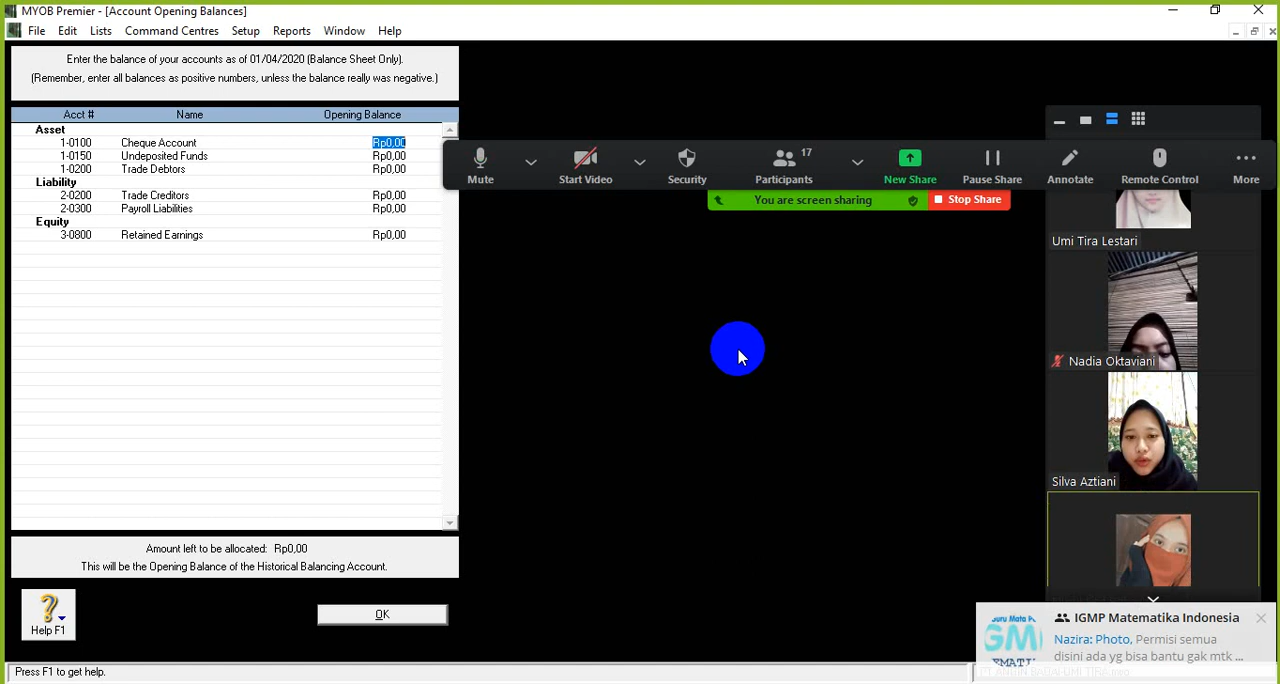 MYOB Premier - [Account Opening Balances]
File Edit Lists Command Centres Setup Reports Window Help
Enter the balance of your accounts as of 01/04/2020 (Balance Sheet Only).
(Remember, enter all balances as positive numbers, unless the balance really was negative.)
Acct # Name Opening Balance
Asset
1-0100 Cheque Account Rp0,00
1-0150 Undeposited Funds Rp0,00
1-0200 Trade Debtors Rp0,00
Liability
2-0200 Trade Creditors Rp0,00
2-0300 Payroll Liabilities Rp0,00
Equity
3-0800 Retained Earnings Rp0,00
Amount left to be allocated: Rp0,00
This will be the Opening Balance of the Historical Balancing Account.
Help F1
OK
Press F1 to get help.
17
Mute Start Video Security Participants New Share Pause Share Annotate Remote Control More
You are screen sharing Stop Share
Umi Tira Lestari
Nadia Oktaviani
Silva Aztiani
IGMP Matematika Indonesia
Nazira: Photo, Permisi semua
disini ada yg bisa bantu gak mtk ...